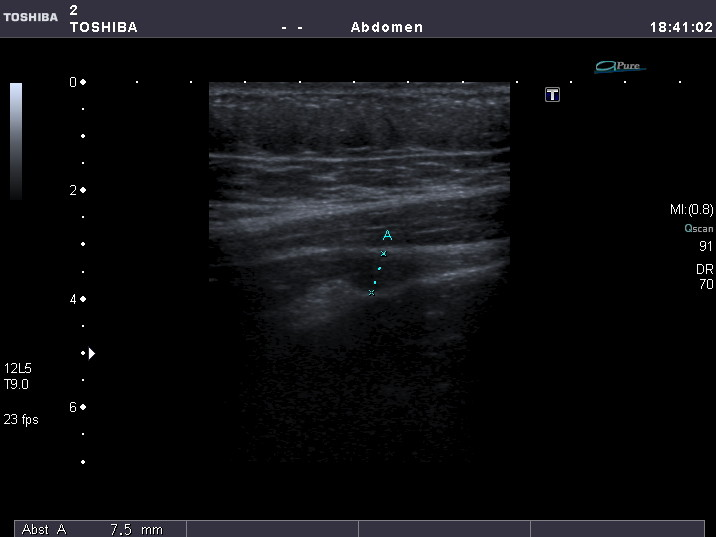 TOSHIBA
2
TOSHIBA - - Abdomen 18:41:02
aPure
T
0
2
4
6
A
MI:(0.8)
Qscan
91
DR
70
12L5
T9.0
23 fps
Abst A 7.5 mm